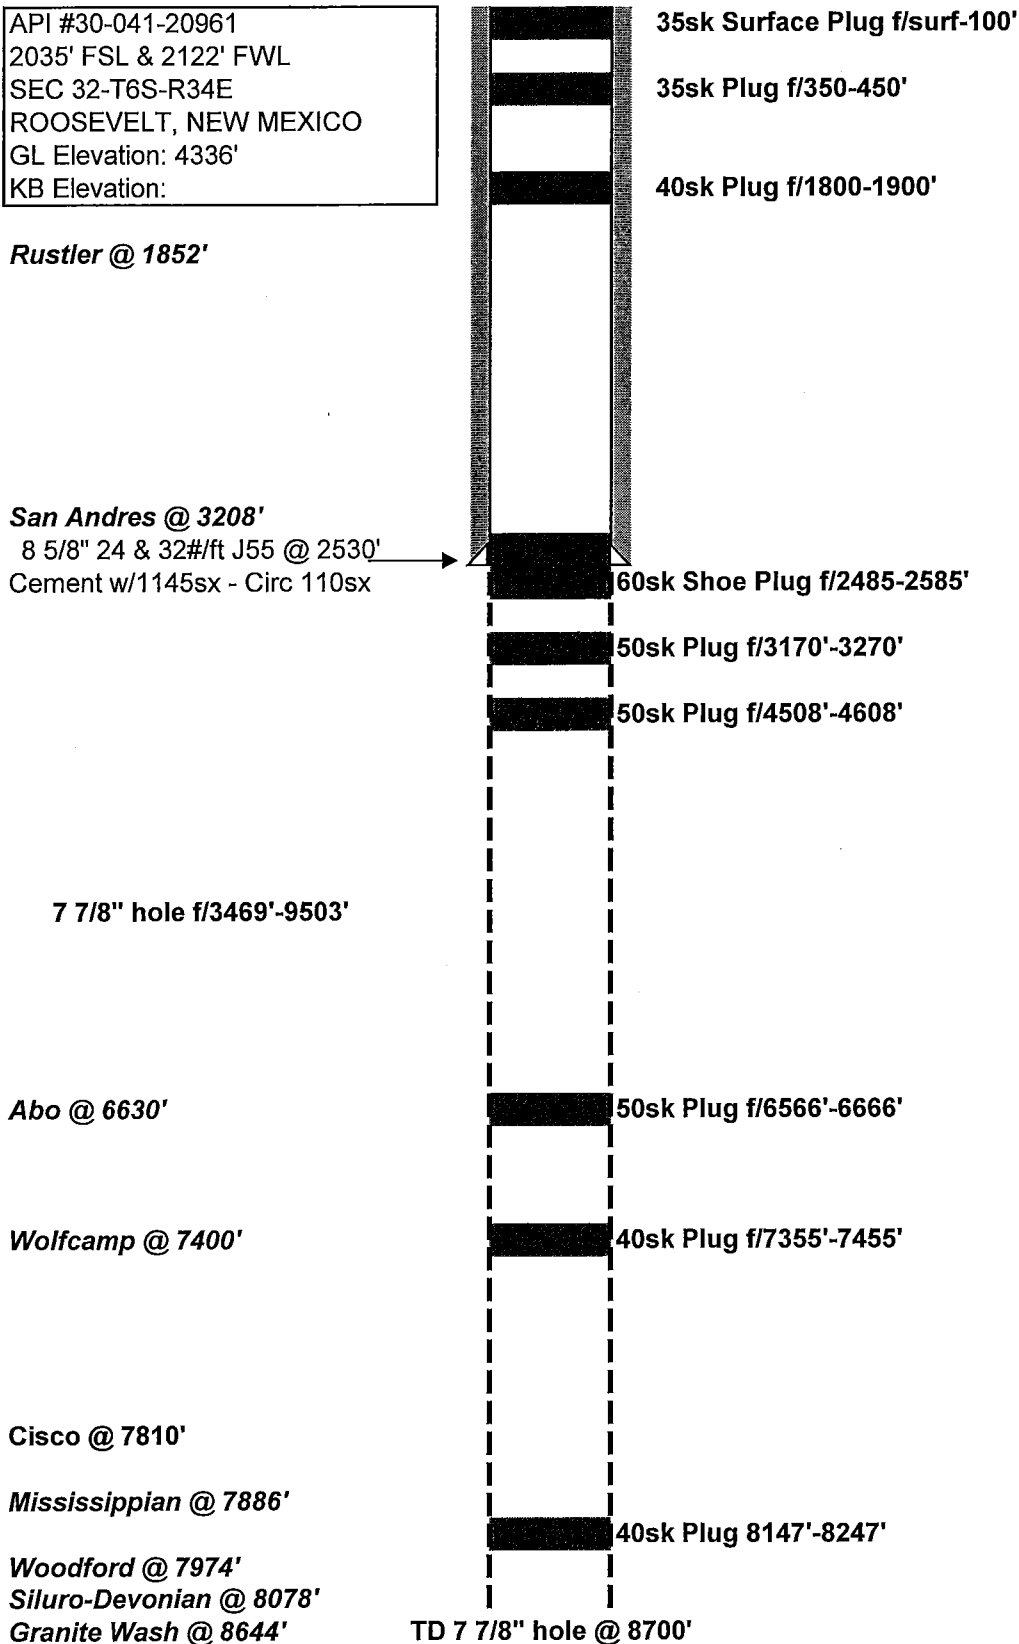 API #30-041-20961
2035' FSL & 2122' FWL
SEC 32-T6S-R34E
ROOSEVELT, NEW MEXICO
GL Elevation: 4336'
KB Elevation:
35sk Surface Plug f/surf-100'
35sk Plug f/350-450'
40sk Plug f/1800-1900'
Rustler @ 1852'
San Andres @ 3208'
8 5/8" 24 & 32#/ft J55 @ 2530'
Cement w/1145sx - Circ 110sx
60sk Shoe Plug f/2485-2585'
50sk Plug f/3170'-3270'
50sk Plug f/4508'-4608'
7 7/8" hole f/3469'-9503'
Abo @ 6630'
50sk Plug f/6566'-6666'
Wolfcamp @ 7400'
40sk Plug f/7355'-7455'
Cisco @ 7810'
Mississippian @ 7886'
40sk Plug 8147'-8247'
Woodford @ 7974'
Siluro-Devonian @ 8078'
Granite Wash @ 8644'
TD 7 7/8" hole @ 8700'